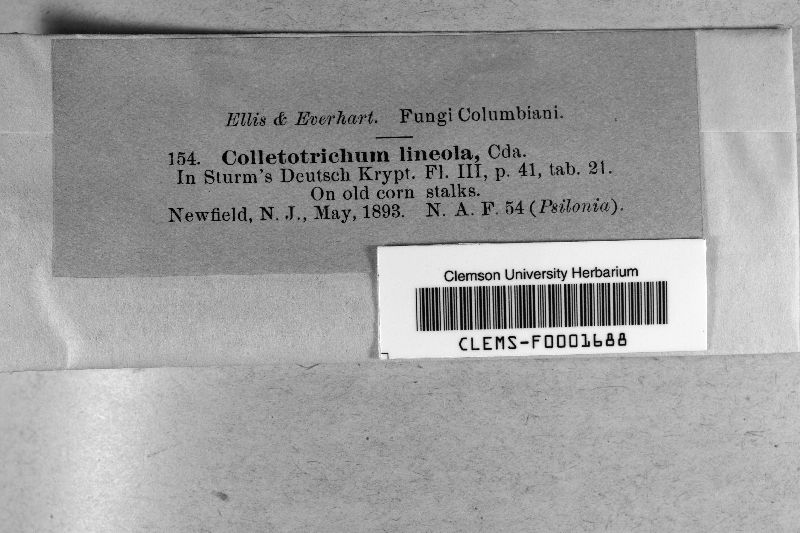 Ellis & Everhart. Fungi Columbiani.
154. Colletotrichum lineola, Cda.
In Sturm's Deutsch Krypt. Fl. III, p. 41, tab. 21.
On old corn stalks.
Newfield, N. J., May, 1893. N. A. F. 54 (Psilonia).
Clemson University Herbarium
CLEMS-F0001688